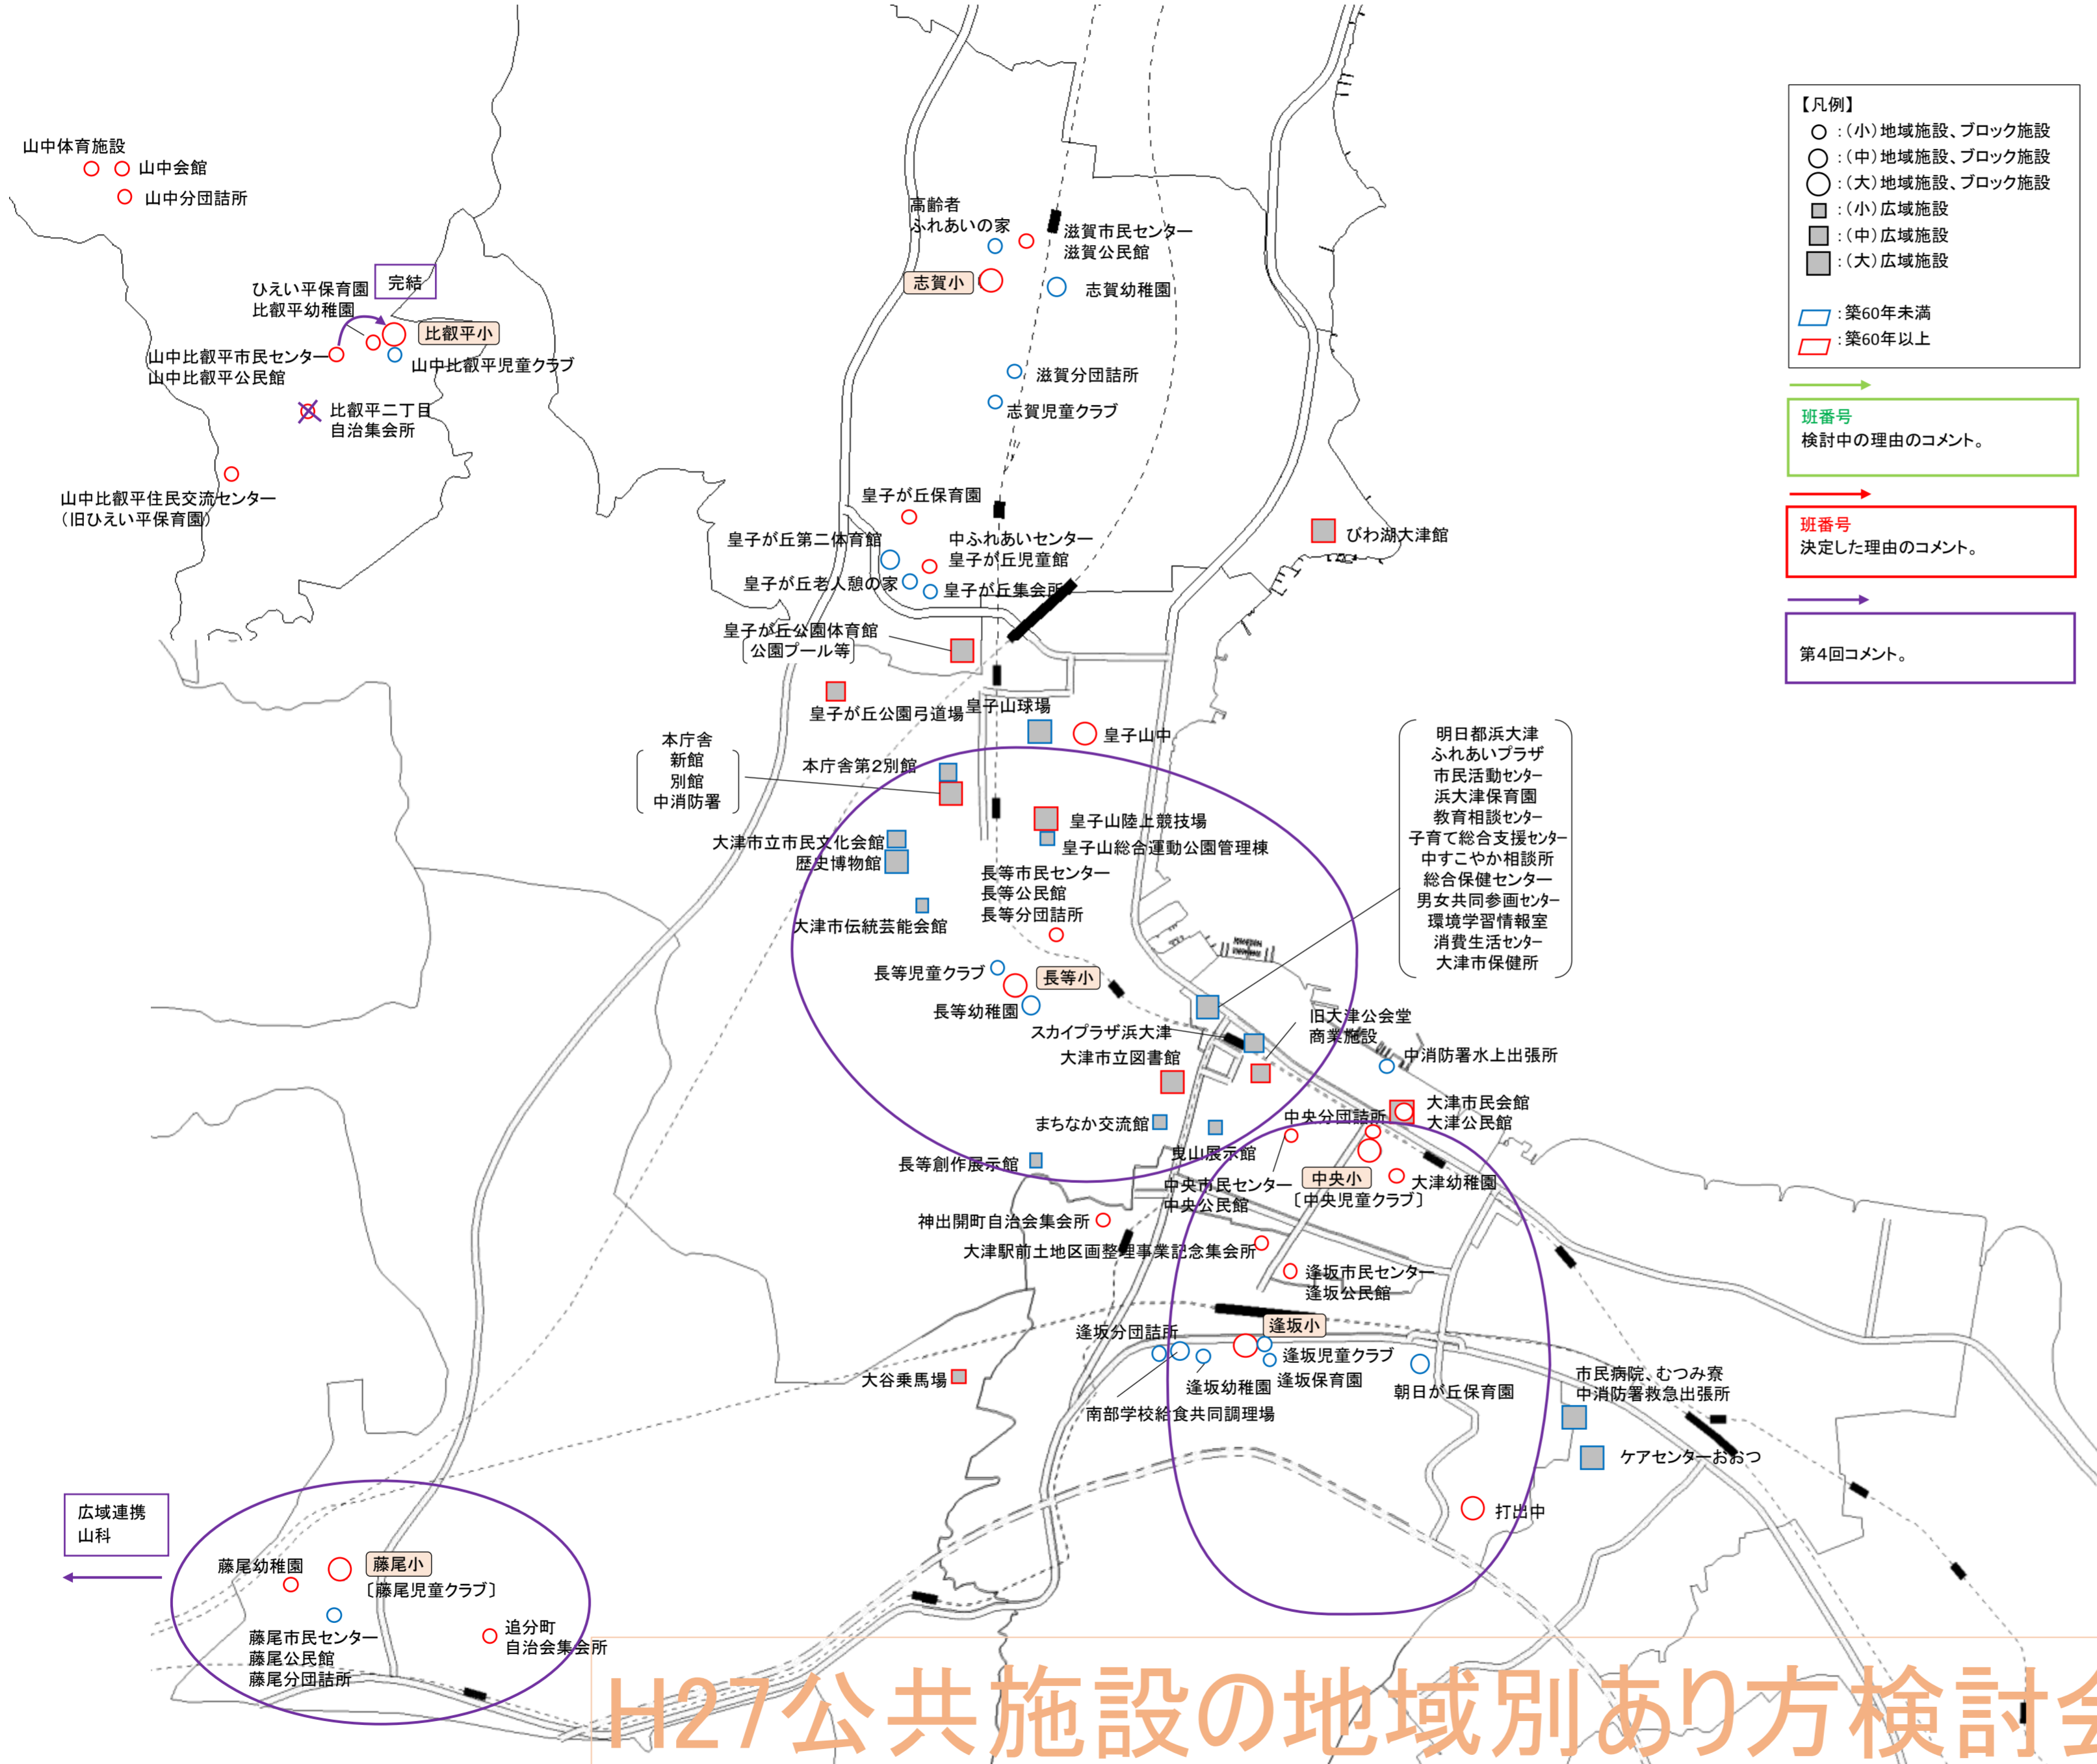 【凡例】
：（小）地域施設、ブロック施設
：（中）地域施設、ブロック施設
：（大）地域施設、ブロック施設
：（小）広域施設
：（中）広域施設
：（大）広域施設
：築60年未満
：築60年以上
班番号
検討中の理由のコメント。
班番号
決定した理由のコメント。
第４回コメント。
山中体育施設
山中会館
山中分団詰所
完結
ひえい平保育園
比叡平幼稚園
比叡平小
山中比叡平市民センター
山中比叡平公民館
山中比叡平児童クラブ
比叡平二丁目
自治集会所
山中比叡平住民交流センター
（旧ひえい平保育園）
高齢者
ふれあいの家
滋賀市民センター
滋賀公民館
志賀小
志賀幼稚園
滋賀分団詰所
志賀児童クラブ
皇子が丘保育園
皇子が丘第二体育館
中ふれあいセンター
皇子が丘児童館
皇子が丘老人憩の家
皇子が丘集会所
びわ湖大津館
皇子が丘公園体育館
公園プール等
皇子が丘公園弓道場
皇子山球場
皇子山中
本庁舎
新館
別館
中消防署
本庁舎第２別館
皇子山陸上競技場
皇子山総合運動公園管理棟
大津市立市民文化会館
歴史博物館
大津市伝統芸能会館
長等市民センター
長等公民館
長等分団詰所
長等児童クラブ
長等小
長等幼稚園
明日都浜大津
ふれあいプラザ
市民活動センター
浜大津保育園
教育相談センター
子育て総合支援センター
中すこやか相談所
総合保健センター
男女共同参画センター
環境学習情報室
消費生活センター
大津市保健所
スカイプラザ浜大津
大津市立図書館
旧大津公会堂
商業施設
中消防署水上出張所
まちなか交流館
曳山展示館
長等創作展示館
中央分団詰所
大津市民会館
大津公民館
中央小
〔中央児童クラブ〕
大津幼稚園
中央市民センター
中央公民館
神出開町自治会集会所
大津駅前土地区画整理事業記念集会所
逢坂市民センター
逢坂公民館
逢坂分団詰所
逢坂小
逢坂児童クラブ
逢坂保育園
逢坂幼稚園
南部学校給食共同調理場
朝日が丘保育園
大谷乗馬場
市民病院、むつみ寮
中消防署救急出張所
ケアセンターおおつ
打出中
広域連携
山科
藤尾幼稚園
藤尾小
〔藤尾児童クラブ〕
藤尾市民センター
藤尾公民館
藤尾分団詰所
追分町
自治会集会所
H27公共施設の地域別あり方検討会